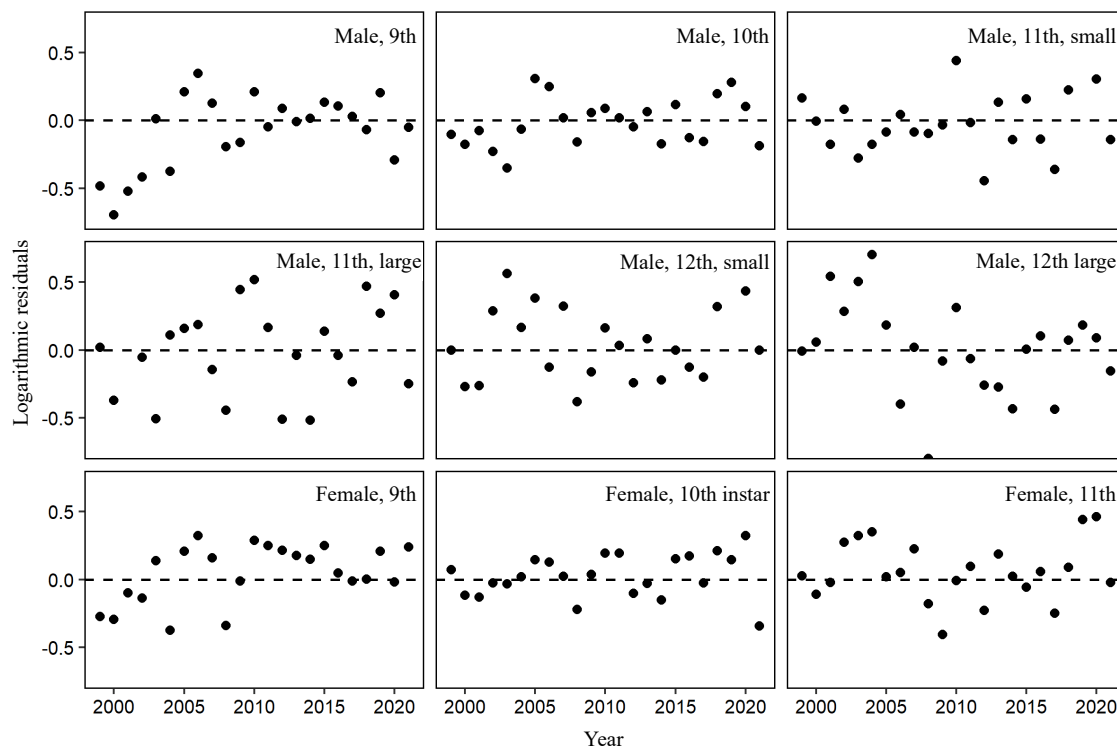 Male, 9th
Male, 10th
Male, 11th, small
0.5
0.0
-0.5
Male, 11th, large
Male, 12th, small
Male, 12th large
0.5
0.0
-0.5
Female, 9th
Female, 10th instar
Female, 11th
0.5
0.0
-0.5
2000 2005 2010 2015 2020
2000 2005 2010 2015 2020
2000 2005 2010 2015 2020
Logarithmic residuals
Year